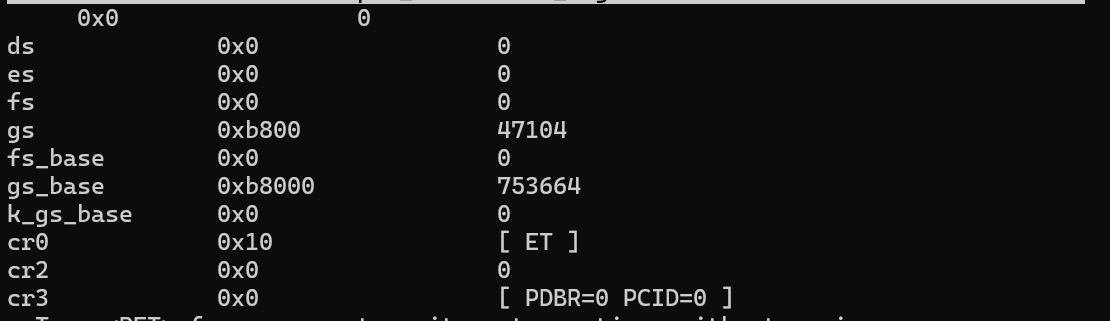 0x0 0
ds 0x0 0
es 0x0 0
fs 0x0 0
gs 0xb800 47104
fs_base 0x0 0
gs_base 0xb8000 753664
k_gs_base 0x0 0
cr0 0x10 [ ET ]
cr2 0x0 0
cr3 0x0 [ PDBR=0 PCID=0 ]